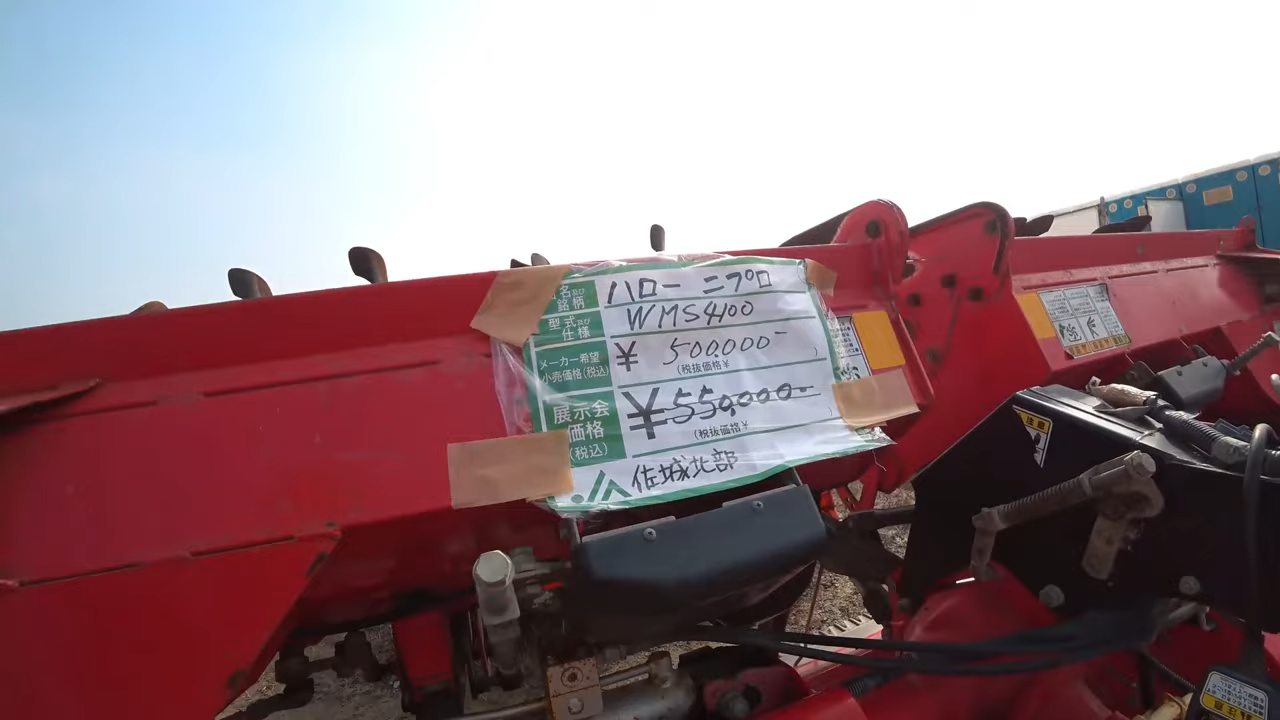 名及び ハロー ニプロ
銘柄
型式及び WMS4100
仕様
メーカー希望 ¥ 500,000-
小売価格(税込) (税抜価格¥ )
展示会 ¥550,000-
価格 (税抜価格¥ )
(税込)
佐城北部
注意